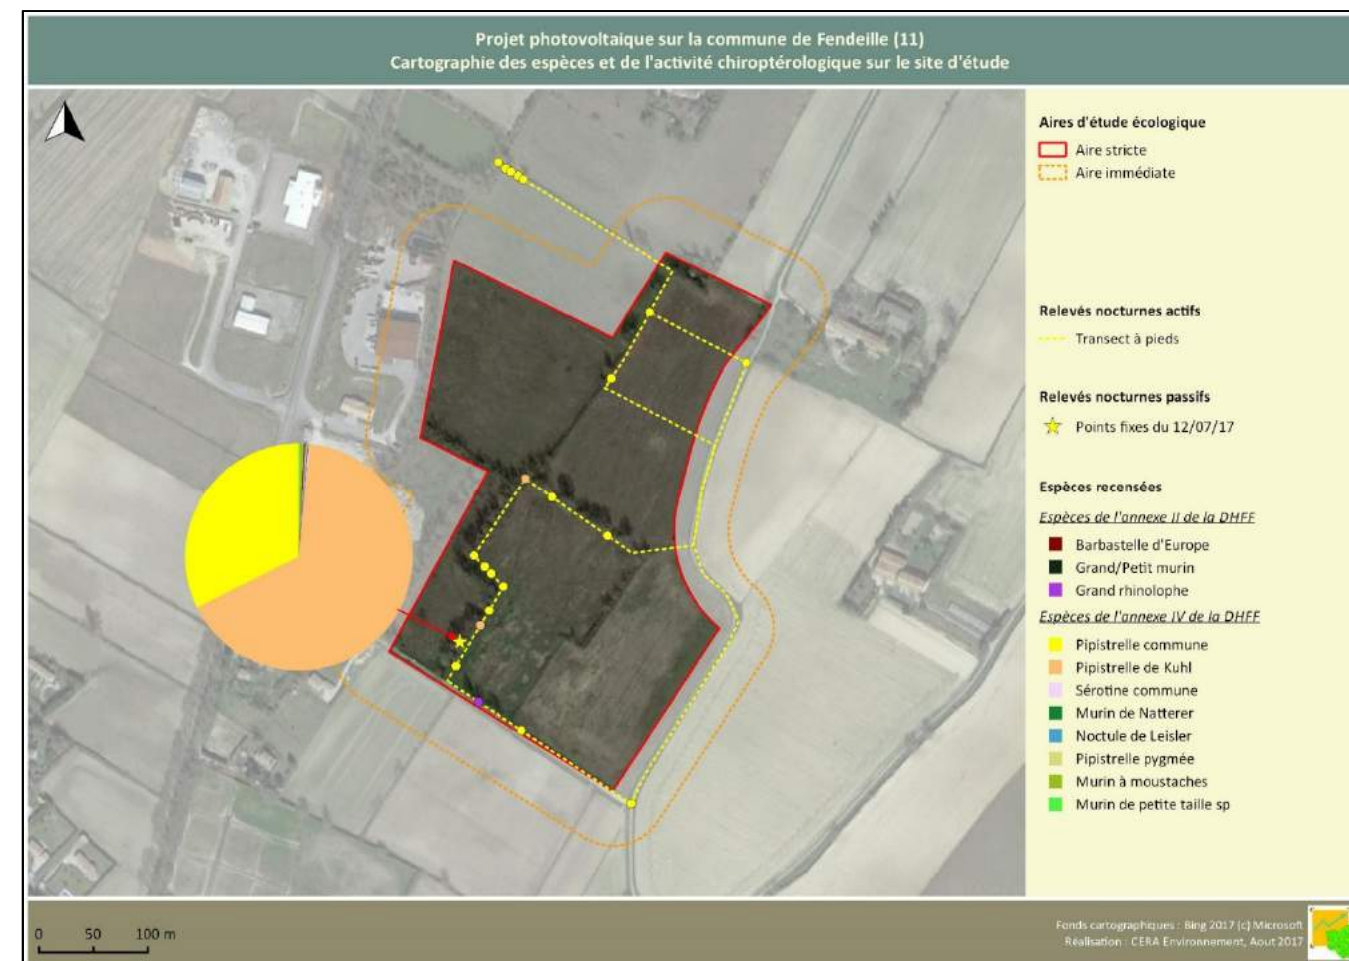 Projet photovoltaique sur la commune de Fendeille (11)
Cartographie des espèces et de l'activité chiroptérologique sur le site d'étude
Aires d'étude écologique
Aire stricte
Aire immédiate
Relevés nocturnes actifs
Transect à pieds
Relevés nocturnes passifs
Points fixes du 12/07/17
Espèces recensées
Espèces de l'annexe II de la DHFF
Barbastelle d'Europe
Grand/Petit murin
Grand rhinolophe
Espèces de l'annexe IV de la DHFF
Pipistrelle commune
Pipistrelle de Kuhl
Sérotine commune
Murin de Natterer
Noctule de Leisler
Pipistrelle pygmée
Murin à moustaches
Murin de petite taille sp
0 50 100 m
Fonds cartographiques : Bing 2017 (c) Microsoft
Réalisation : CERA Environnement, Aout 2017